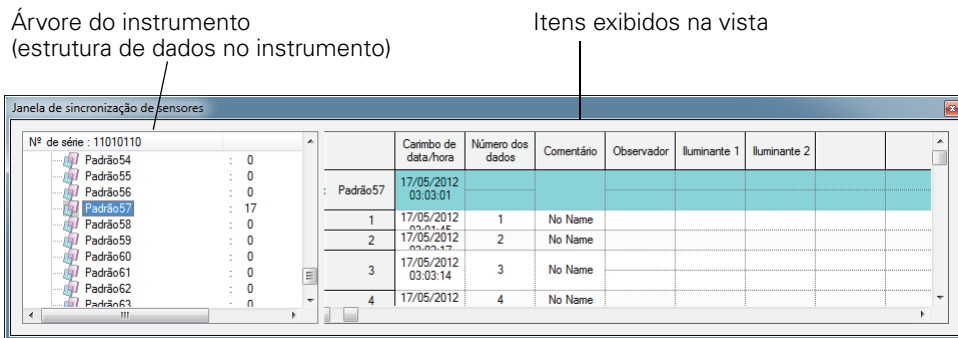 Árvore do instrumento
(estrutura de dados no instrumento)
Itens exibidos na vista
Janela de sincronização de sensores
Nº de série : 11010110
Padrão54 : 0
Padrão55 : 0
Padrão56 : 0
Padrão57 : 17
Padrão58 : 0
Padrão59 : 0
Padrão60 : 0
Padrão61 : 0
Padrão62 : 0
Padrão63 : 0
Carimbo de data/hora Número dos dados Comentário Observador Iluminante 1 Iluminante 2
: Padrão57 17/05/2012 03:03:01
1 17/05/2012 1 No Name
2 17/05/2012 2 No Name
3 17/05/2012 03:03:14 3 No Name
4 17/05/2012 4 No Name